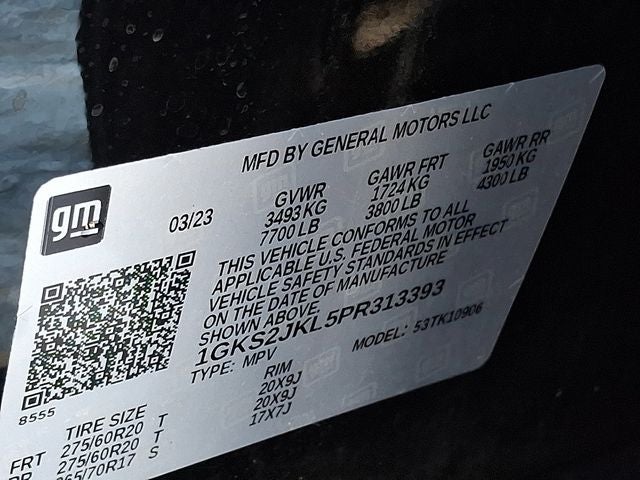 MFD BY GENERAL MOTORS LLC
gm
03/23
GVWR
3493 KG
7700 LB
GAWR FRT
1724 KG
3800 LB
GAWR RR
1950 KG
4300 LB
THIS VEHICLE CONFORMS TO ALL
APPLICABLE U.S. FEDERAL MOTOR
VEHICLE SAFETY STANDARDS IN EFFECT
ON THE DATE OF MANUFACTURE
SHOWN ABOVE.
1GKS2JKL5PR313393
TYPE: MPV
MODEL: 53TK10906
8555
TIRE SIZE RIM
FRT 275/60R20 T 20X9J
RR 275/60R20 T 20X9J
265/70R17 S 17X7J